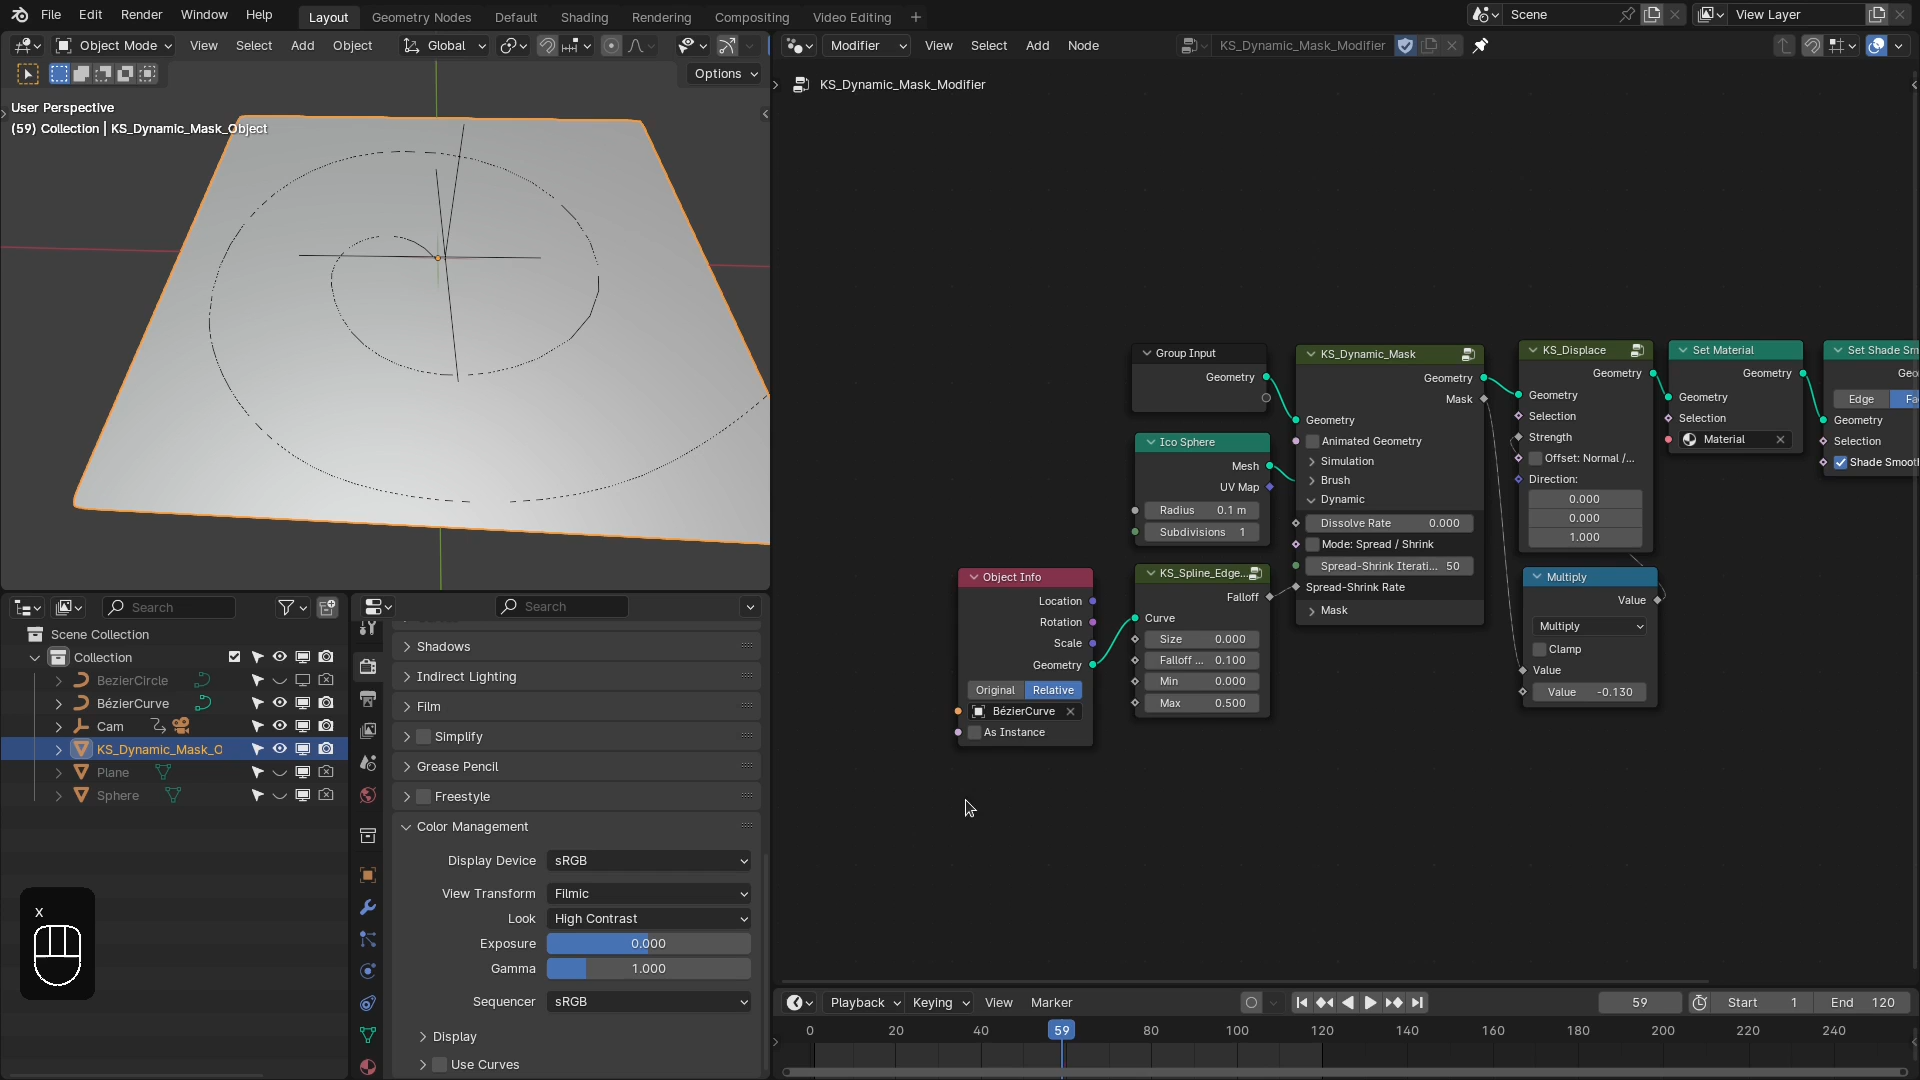 File Edit Render Window Help
Layout Geometry Nodes Default Shading Rendering Compositing Video Editing +
Scene
View Layer
Object Mode View Select Add Object Global
Options
User Perspective
(59) Collection | KS_Dynamic_Mask_Object
Modifier View Select Add Node KS_Dynamic_Mask_Modifier
KS_Dynamic_Mask_Modifier
Group Input
Geometry
Ico Sphere
Mesh
UV Map
Radius 0.1 m
Subdivisions 1
Object Info
Location
Rotation
Scale
Geometry
Original Relative
BézierCurve
As Instance
KS_Spline_Edge...
Falloff
Curve
Size 0.000
Falloff ... 0.100
Min 0.000
Max 0.500
KS_Dynamic_Mask
Geometry
Mask
Geometry
Animated Geometry
Simulation
Brush
Dynamic
Dissolve Rate 0.000
Mode: Spread / Shrink
Spread-Shrink Iterati... 50
Spread-Shrink Rate
Mask
KS_Displace
Geometry
Geometry
Selection
Strength
Offset: Normal /...
Direction:
0.000
0.000
1.000
Multiply
Value
Multiply
Clamp
Value
Value -0.130
Set Material
Geometry
Geometry
Selection
Material
Set Shade Sm
Geo
Edge Fa
Geometry
Selection
Shade Smoot
Search
Scene Collection
Collection
BezierCircle
BézierCurve
Cam
KS_Dynamic_Mask_O
Plane
Sphere
x
Search
Shadows
Indirect Lighting
Film
Simplify
Grease Pencil
Freestyle
Color Management
Display Device sRGB
View Transform Filmic
Look High Contrast
Exposure 0.000
Gamma 1.000
Sequencer sRGB
Display
Use Curves
Playback Keying View Marker
59 Start 1 End 120
0 20 40 59 80 100 120 140 160 180 200 220 240